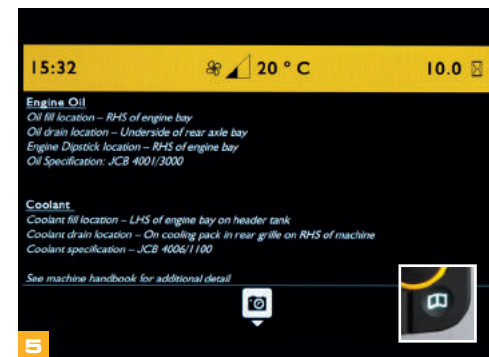 15:32 20 ° C 10.0
Engine Oil
Oil fill location – RHS of engine bay
Oil drain location – Underside of rear axle bay
Engine Dipstick location – RHS of engine bay
Oil Specification: JCB 4001/3000
Coolant
Coolant fill location – LHS of engine bay on header tank
Coolant drain location – On cooling pack in rear grille on RHS of machine
Coolant specification – JCB 4006/1100
See machine handbook for additional detail
5